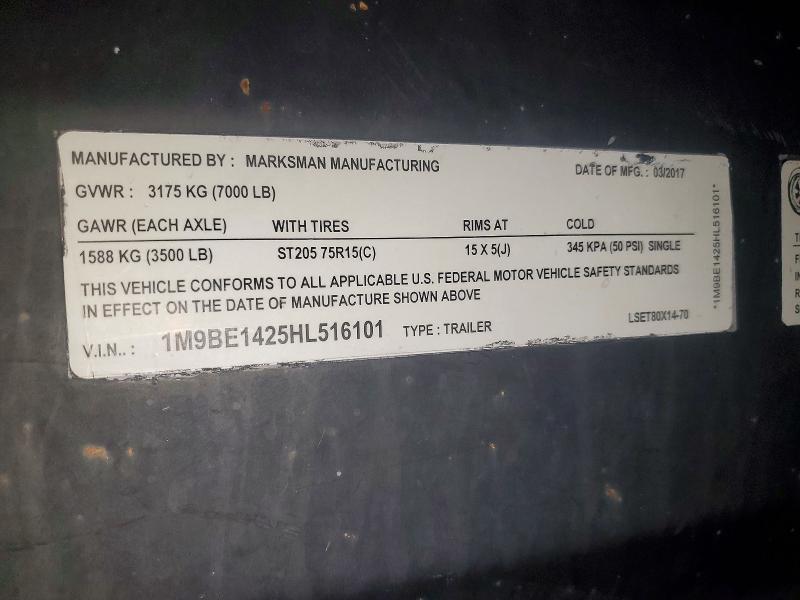 MANUFACTURED BY : MARKSMAN MANUFACTURING
DATE OF MFG. : 03/2017
GVWR : 3175 KG (7000 LB)
GAWR (EACH AXLE) WITH TIRES RIMS AT COLD
1588 KG (3500 LB) ST205 75R15(C) 15 X 5(J) 345 KPA (50 PSI) SINGLE
THIS VEHICLE CONFORMS TO ALL APPLICABLE U.S. FEDERAL MOTOR VEHICLE SAFETY STANDARDS
IN EFFECT ON THE DATE OF MANUFACTURE SHOWN ABOVE
V.I.N.. : 1M9BE1425HL516101 TYPE : TRAILER
LSET80X14-70
*1M9BE1425HL516101*